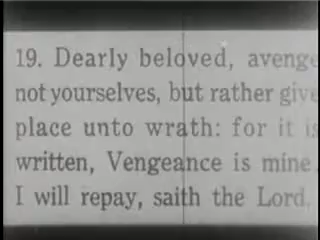 19. Dearly beloved, avenge
not yourselves, but rather give
place unto wrath: for it is
written, Vengeance is mine
I will repay, saith the Lord.